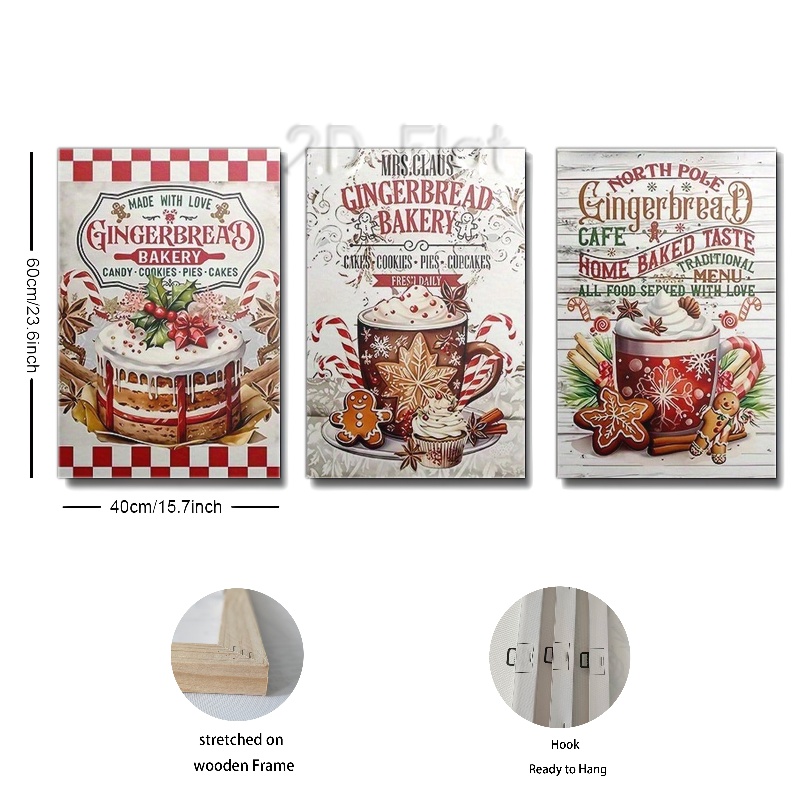 2D Flat
60cm/23.6inch
40cm/15.7inch
MADE WITH LOVE
GINGERBREAD
BAKERY
CANDY · COOKIES · PIES · CAKES
MRS. CLAUS
GINGERBREAD
BAKERY
CAKES · COOKIES · PIES · CUPCAKES
FRESH DAILY
NORTH POLE
GingerbreaD
CAFE
HOME BAKED TASTE
TRADITIONAL
MENU
ALL FOOD SERVED WITH LOVE
stretched on
wooden Frame
Hook
Ready to Hang